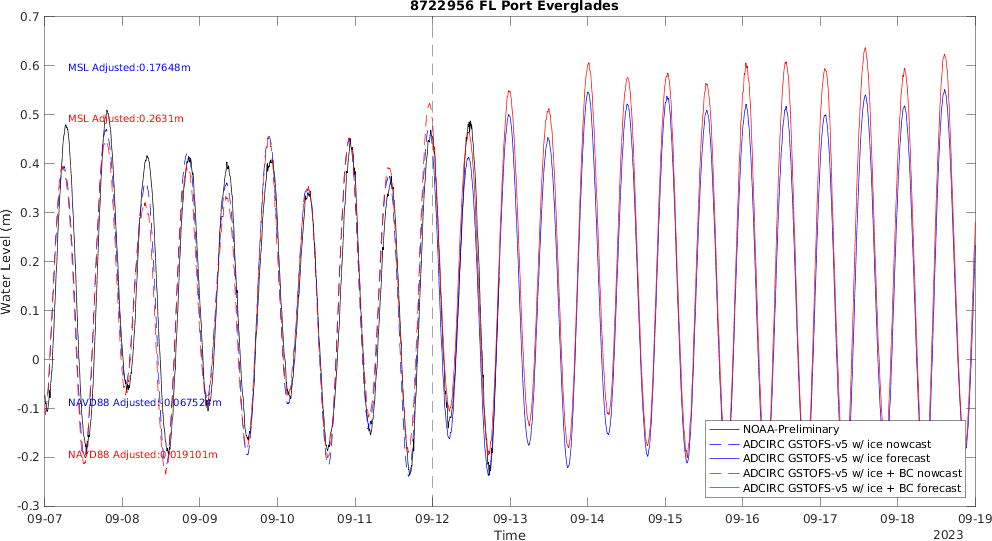 8722956 FL Port Everglades
0.7
0.6
0.5
0.4
0.3
0.2
0.1
0
-0.1
-0.2
-0.3
Water Level (m)
MSL Adjusted:0.17648m
MSL Adjusted:0.2631m
NAVD88 Adjusted:-0.067524m
NAVD88 Adjusted:0.019101m
NOAA-Preliminary
ADCIRC GSTOFS-v5 w/ ice nowcast
ADCIRC GSTOFS-v5 w/ ice forecast
ADCIRC GSTOFS-v5 w/ ice + BC nowcast
ADCIRC GSTOFS-v5 w/ ice + BC forecast
09-07 09-08 09-09 09-10 09-11 09-12 09-13 09-14 09-15 09-16 09-17 09-18 09-19
Time
2023